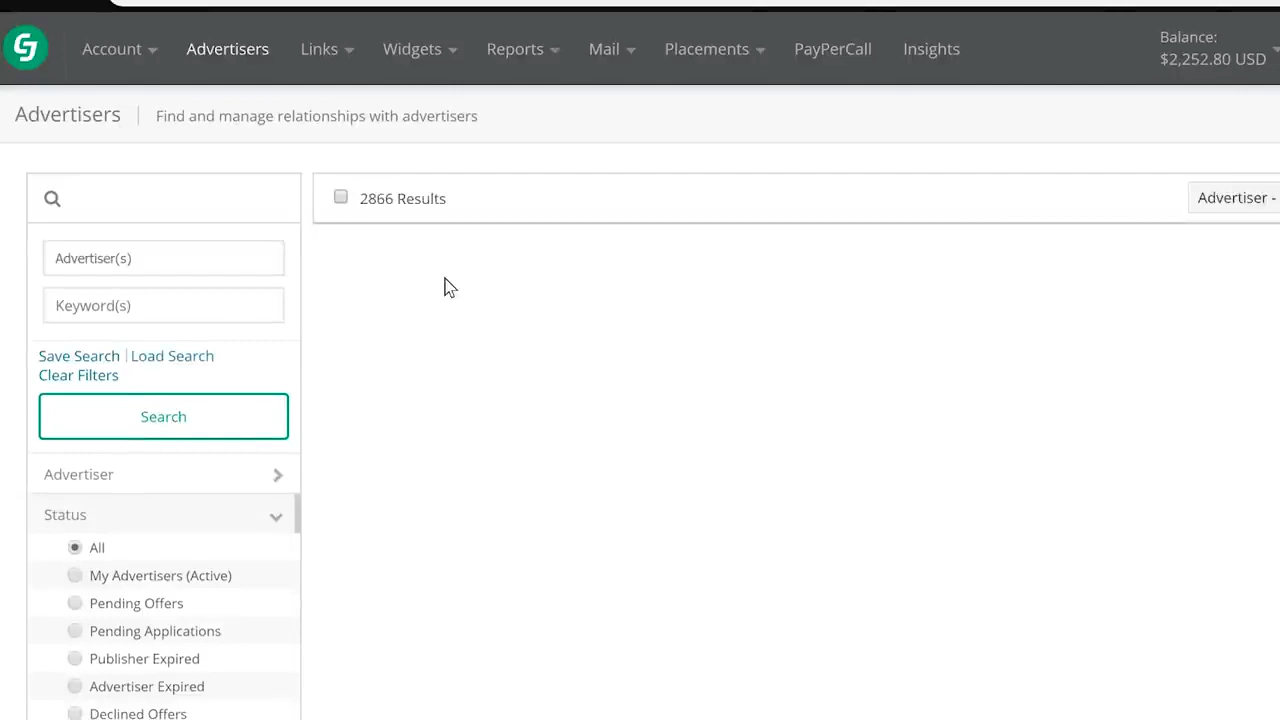 Account Advertisers Links Widgets Reports Mail Placements PayPerCall Insights
Balance:
$2,252.80 USD
Advertisers Find and manage relationships with advertisers
2866 Results
Advertiser -
Advertiser(s)
Keyword(s)
Save Search | Load Search
Clear Filters
Search
Advertiser
Status
All
My Advertisers (Active)
Pending Offers
Pending Applications
Publisher Expired
Advertiser Expired
Declined Offers